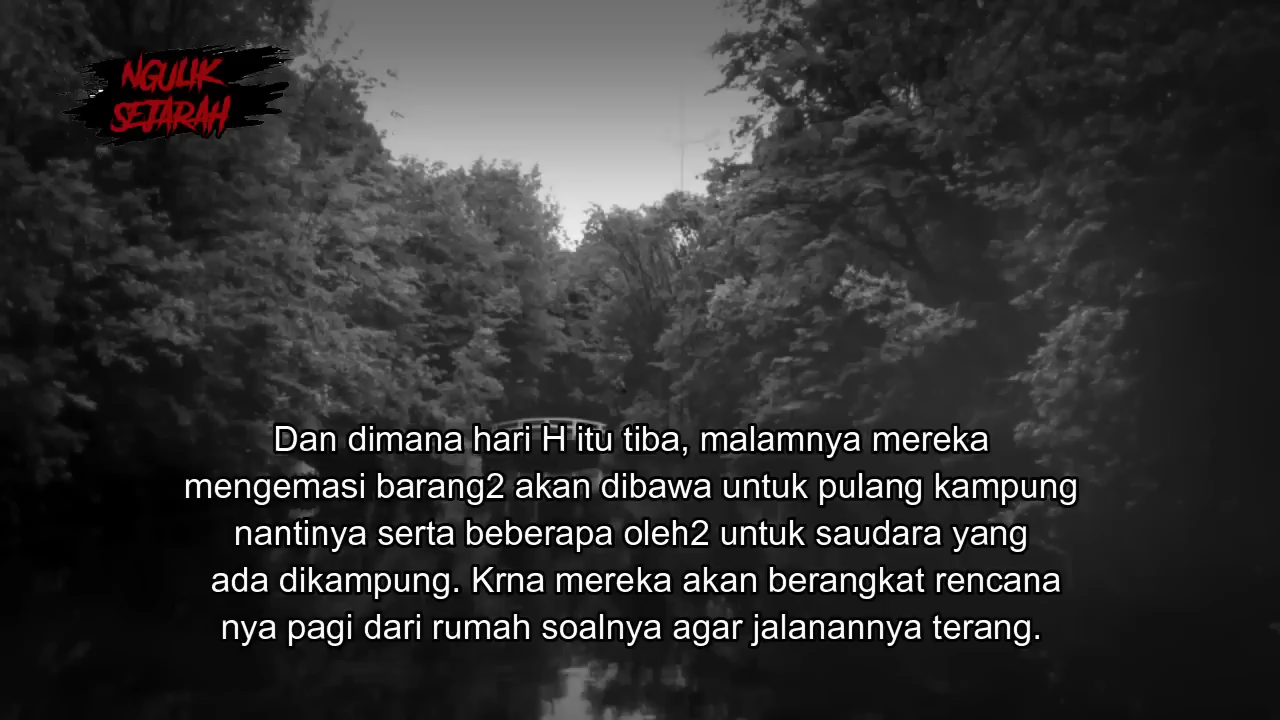 NGULIK
SEJARAH
Dan dimana hari H itu tiba, malamnya mereka
mengemasi barang2 akan dibawa untuk pulang kampung
nantinya serta beberapa oleh2 untuk saudara yang
ada dikampung. Krna mereka akan berangkat rencana
nya pagi dari rumah soalnya agar jalanannya terang.